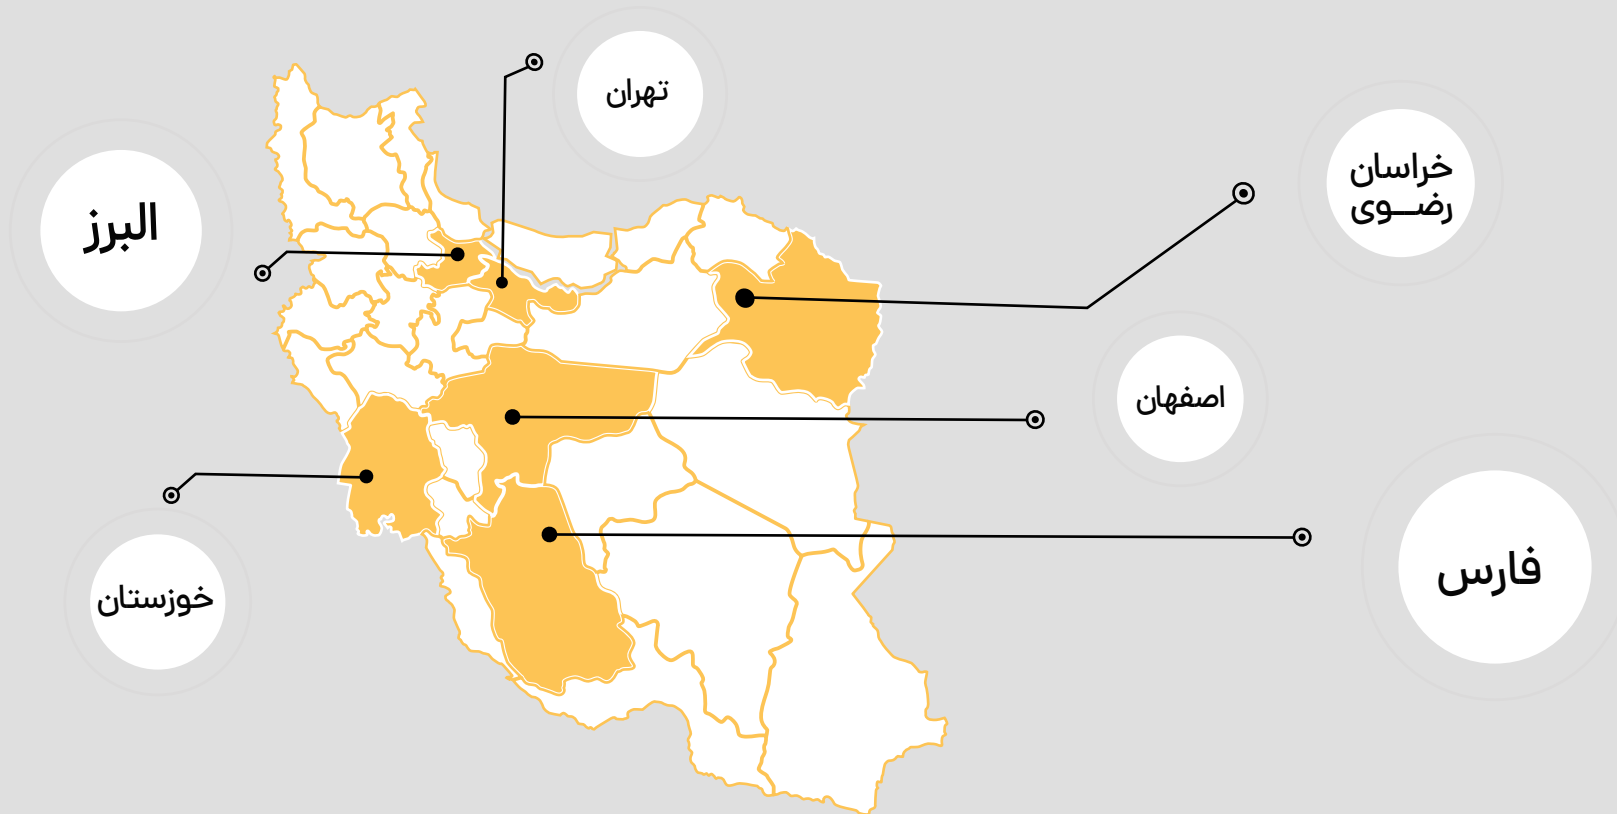 تهران
خراسان
رضــوی
البرز
اصفهان
فارس
خوزستان